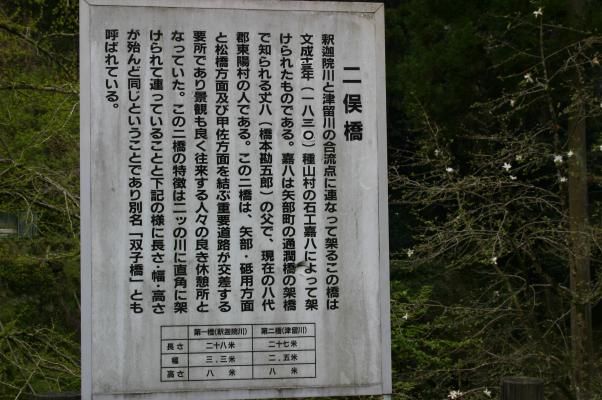 二俣橋
釈迦院川と津留川の合流点に連なって架るこの橋は
文成十三年（一八三〇）種山村の石工嘉八によって架
けられたものである。嘉八は矢部町の通潤橋の架橋
で知られる丈八（橋本勘五郎）の父で、現在の八代
郡東陽村の人である。この二橋は、矢部・砥用方面
と松橋方面及び甲佐方面を結ぶ重要道路が交差する
要所であり景観も良く往来する人々の良き休憩所と
なっていた。この二橋の特徴は二ッの川に直角に架
けられて連っていることと下記の様に長さ・幅・高さ
が殆んど同じということであり別名「双子橋」とも
呼ばれている。
第一橋(釈迦院川) 第二橋(津留川)
長さ 二十八米 二十七米
幅 三.三米 二.五米
高さ 八米 八米